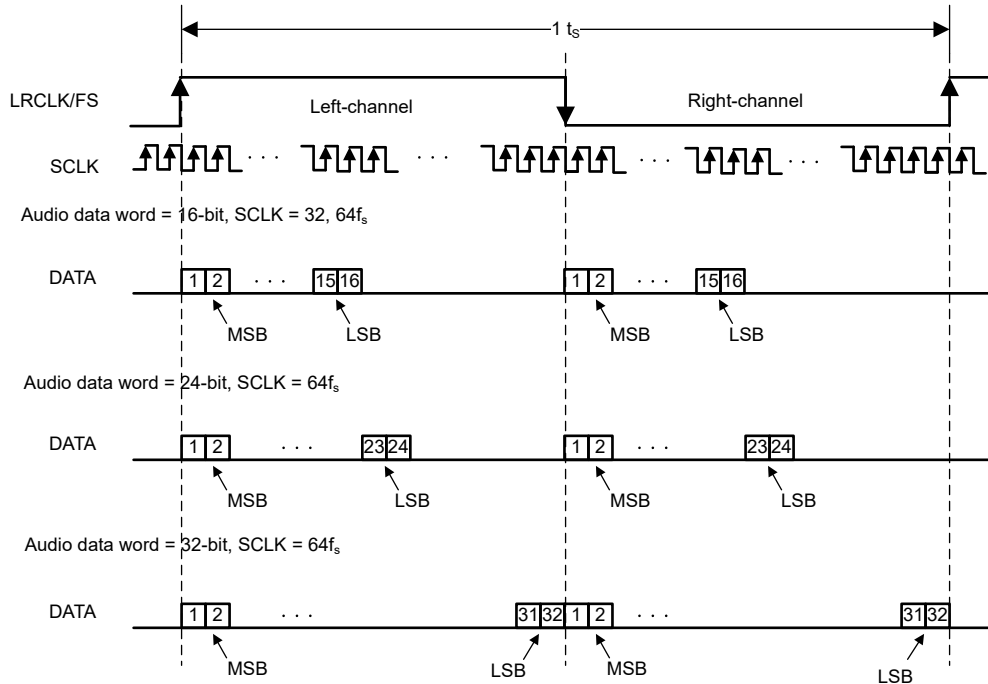 1 tS
LRCLK/FS
Left-channel
Right-channel
SCLK
. . .
. . .
. . .
. . .
Audio data word = 16-bit, SCLK = 32, 64fs
DATA
1 2 . . . 15 16 1 2 . . . 15 16
MSB LSB MSB LSB
Audio data word = 24-bit, SCLK = 64fs
DATA
1 2 . . . 23 24 1 2 . . . 23 24
MSB LSB MSB LSB
Audio data word = 32-bit, SCLK = 64fs
DATA
1 2 . . . 31 32 1 2 . . . 31 32
MSB LSB MSB LSB